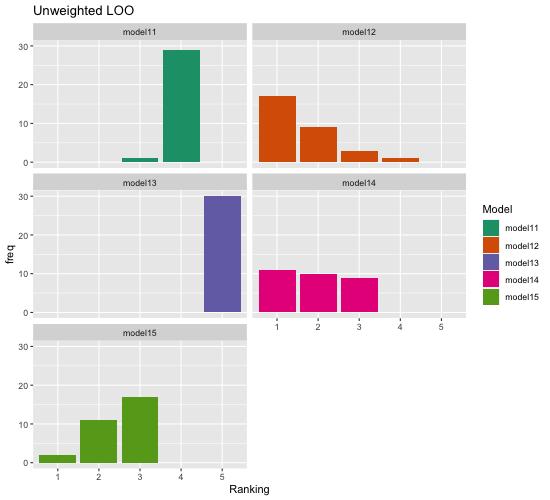 Unweighted LOO
model11 model12
30
20
10
0
model13 model14
30
20
10
0
1 2 3 4 5
model15
30
20
10
0
1 2 3 4 5
Ranking
freq
Model
model11
model12
model13
model14
model15